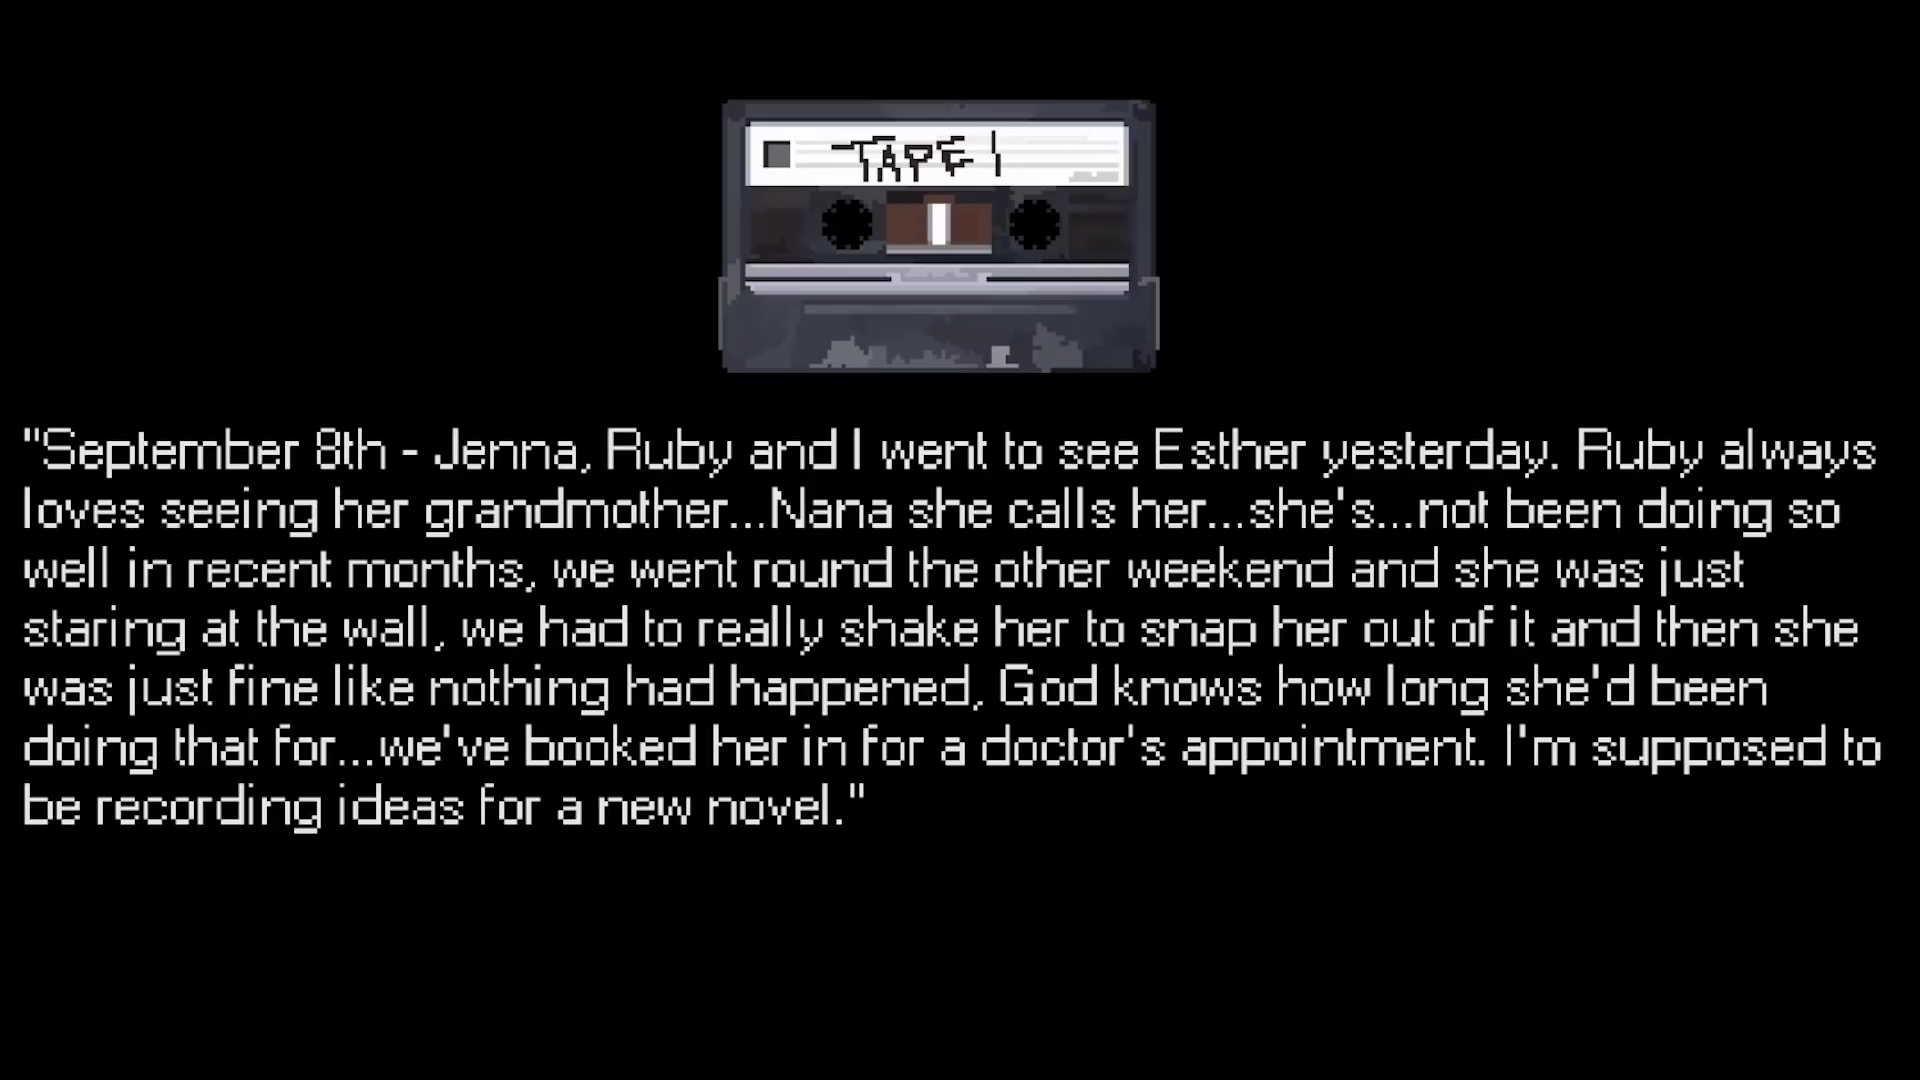 TAPE 1
"September 8th - Jenna, Ruby and I went to see Esther yesterday. Ruby always
loves seeing her grandmother...Nana she calls her...she's...not been doing so
well in recent months, we went round the other weekend and she was just
staring at the wall, we had to really shake her to snap her out of it and then she
was just fine like nothing had happened, God knows how long she'd been
doing that for...we've booked her in for a doctor's appointment. I'm supposed to
be recording ideas for a new novel."